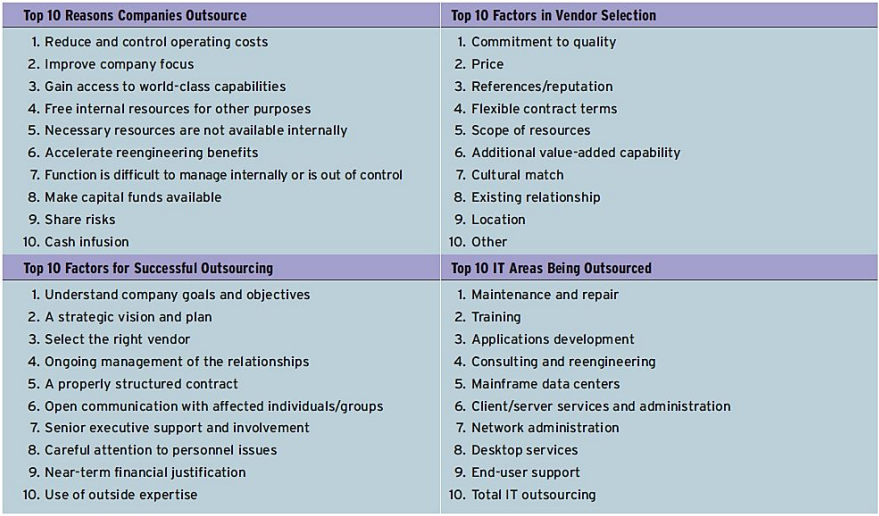 Top 10 Reasons Companies Outsource
1. Reduce and control operating costs
2. Improve company focus
3. Gain access to world-class capabilities
4. Free internal resources for other purposes
5. Necessary resources are not available internally
6. Accelerate reengineering benefits
7. Function is difficult to manage internally or is out of control
8. Make capital funds available
9. Share risks
10. Cash infusion
Top 10 Factors in Vendor Selection
1. Commitment to quality
2. Price
3. References/reputation
4. Flexible contract terms
5. Scope of resources
6. Additional value-added capability
7. Cultural match
8. Existing relationship
9. Location
10. Other
Top 10 Factors for Successful Outsourcing
1. Understand company goals and objectives
2. A strategic vision and plan
3. Select the right vendor
4. Ongoing management of the relationships
5. A properly structured contract
6. Open communication with affected individuals/groups
7. Senior executive support and involvement
8. Careful attention to personnel issues
9. Near-term financial justification
10. Use of outside expertise
Top 10 IT Areas Being Outsourced
1. Maintenance and repair
2. Training
3. Applications development
4. Consulting and reengineering
5. Mainframe data centers
6. Client/server services and administration
7. Network administration
8. Desktop services
9. End-user support
10. Total IT outsourcing